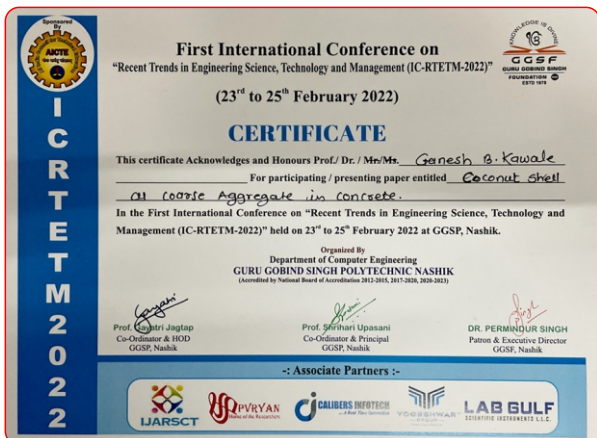 Sponsored
By
AICTE
ICRTETM2022
First International Conference on
"Recent Trends in Engineering Science, Technology and Management (IC-RTETM-2022)"
(23rd to 25th February 2022)
KNOWLEDGE IS DIVINE
GGSF
GURU GOBIND SINGH
FOUNDATION
ESTD 1979
CERTIFICATE
This certificate Acknowledges and Honours Prof./ Dr. / Mr./Ms. Ganesh B. Kawale
For participating / presenting paper entitled Coconut Shell
as coarse Aggregate in concrete.
In the First International Conference on "Recent Trends in Engineering Science, Technology and
Management (IC-RTETM-2022)" held on 23rd to 25th February 2022 at GGSP, Nashik.
Organized By
Department of Computer Engineering
GURU GOBIND SINGH POLYTECHNIC NASHIK
(Accredited by National Board of Accreditation 2012-2015, 2017-2020, 2020-2023)
Prof. Gayatri Jagtap
Co-Ordinator & HOD
GGSP, Nashik
Prof. Shrihari Upasani
Co-Ordinator & Principal
GGSP, Nashik
DR. PERMINDUR SINGH
Patron & Executive Director
GGSF, Nashik
-: Associate Partners :-
IJARSCT
OPVRYAN
CALIBERS INFOTECH
YOGESHWARI
LAB GULF
SCIENTIFIC INSTRUMENTS L.L.C.